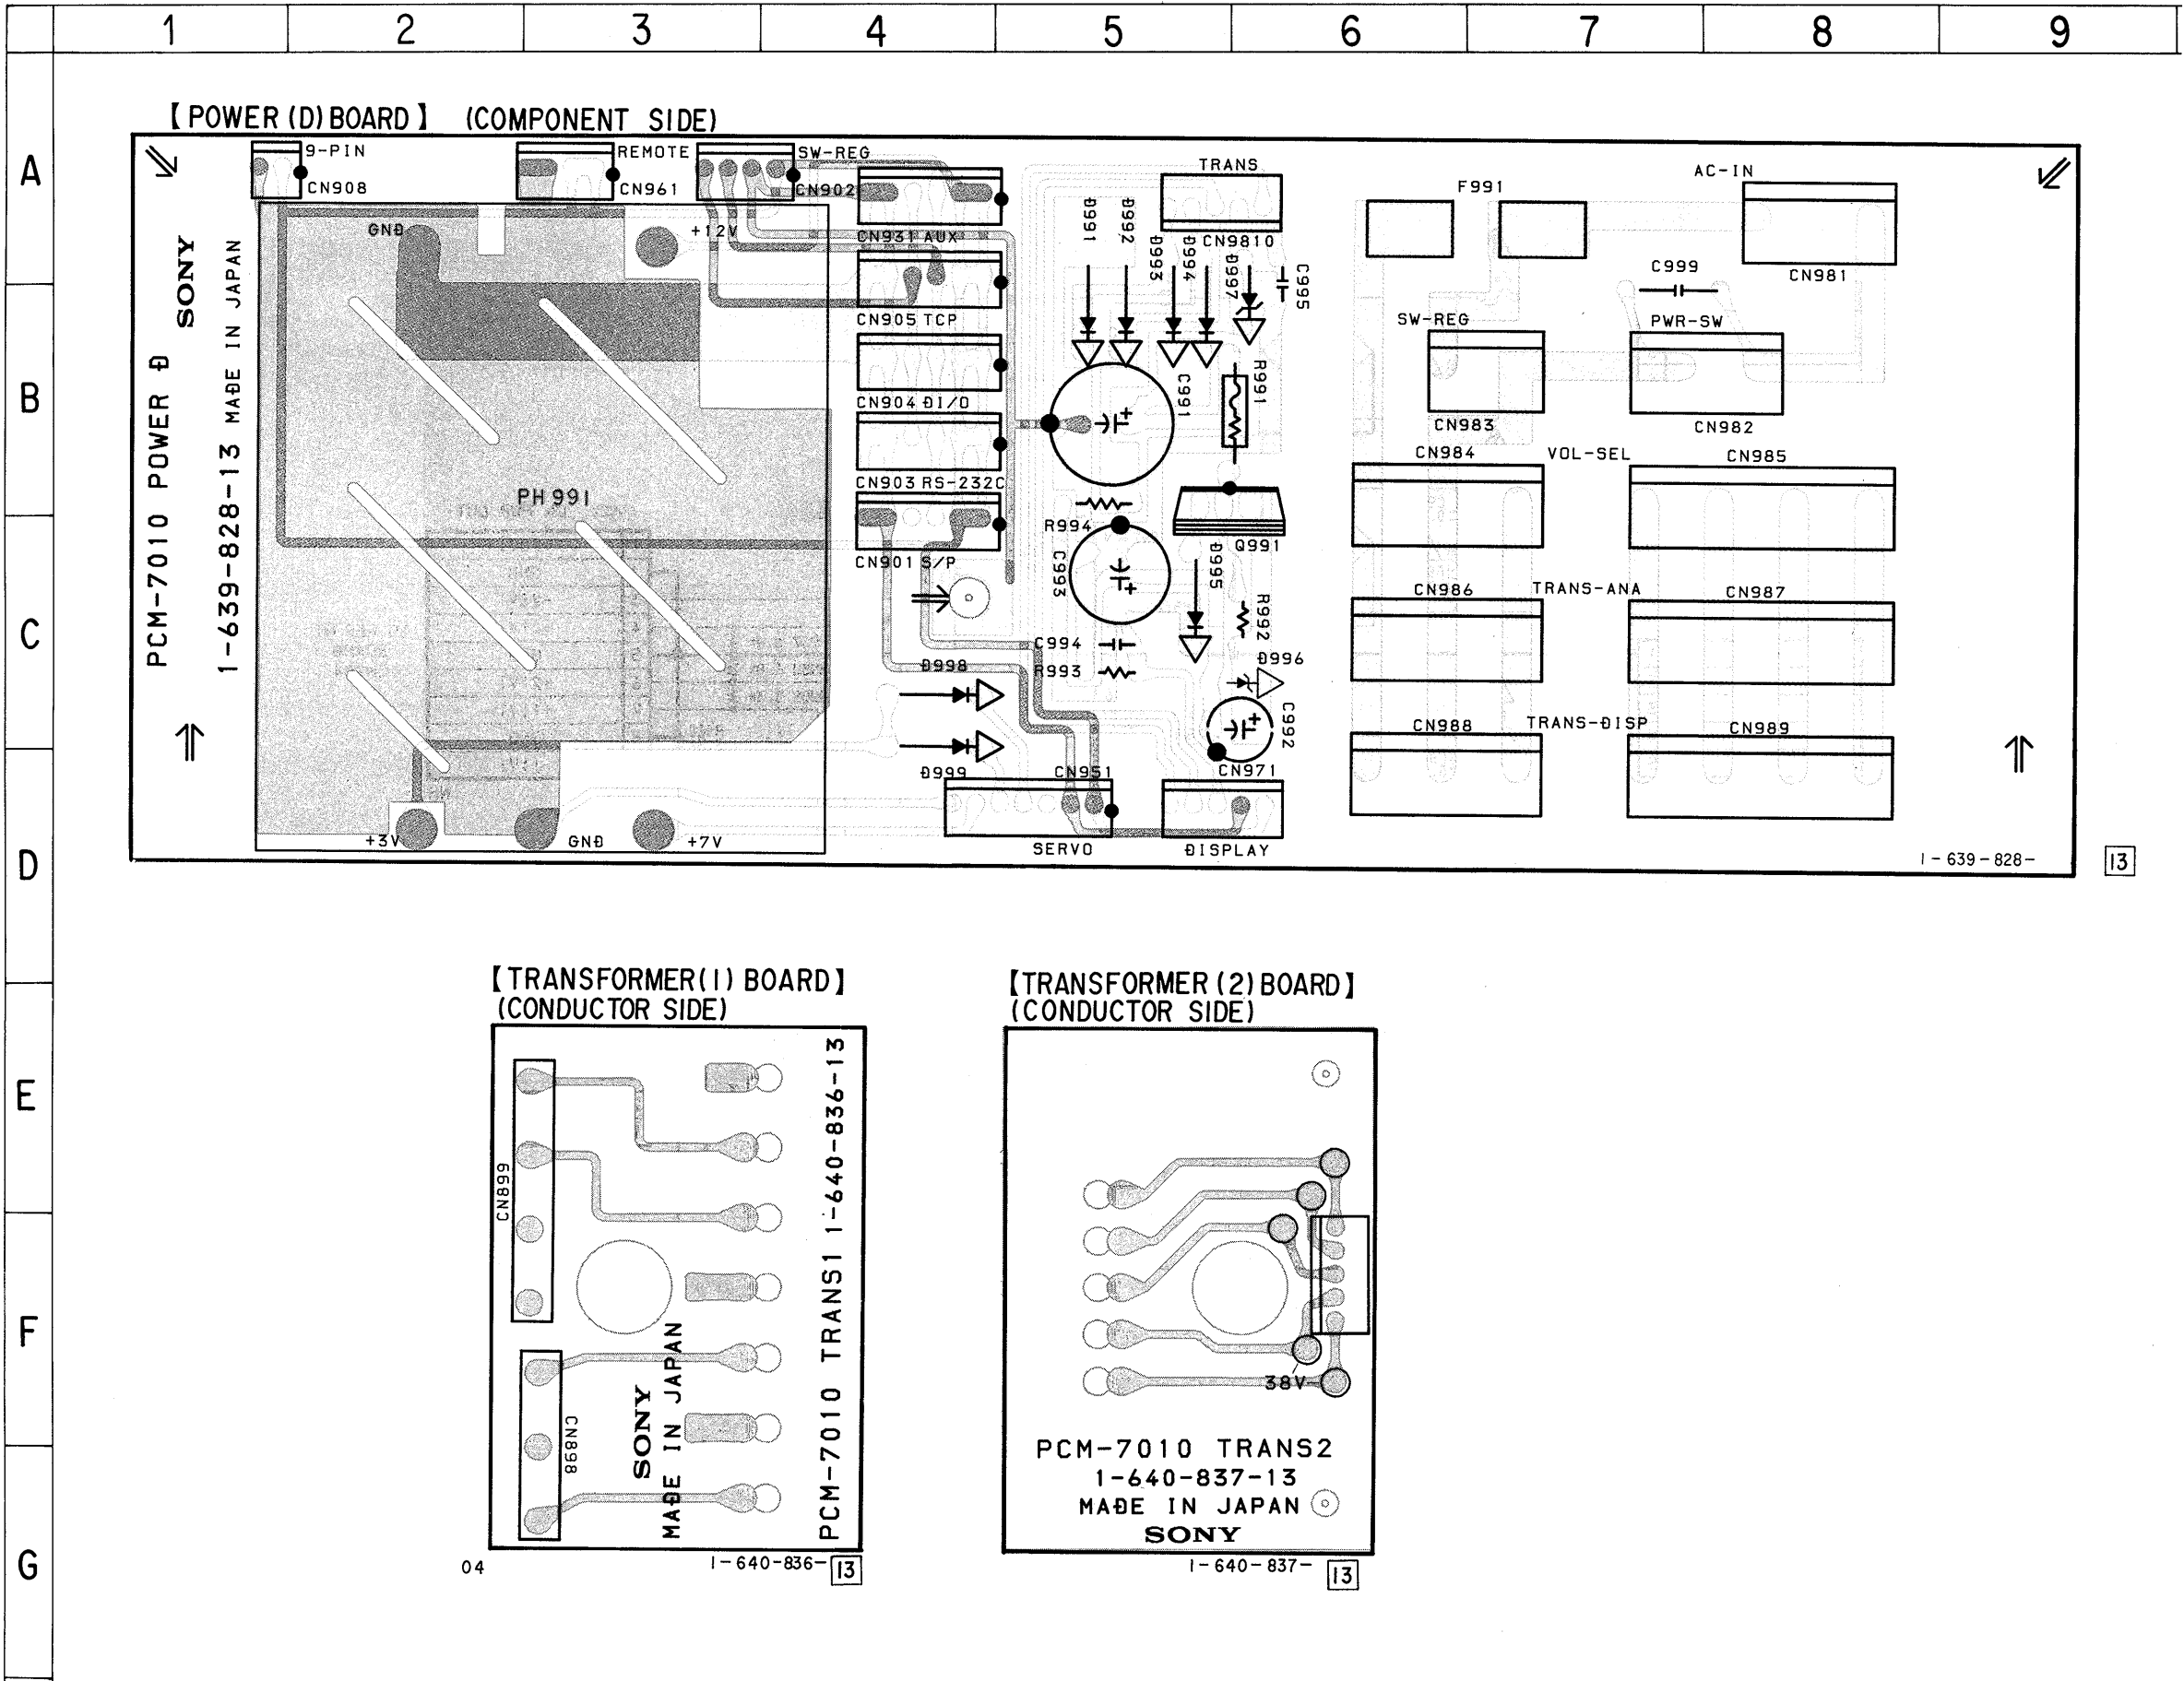 1 2 3 4 5 6 7 8 9
A
B
C
D
E
F
G
【POWER (D) BOARD】 (COMPONENT SIDE)
9-PIN
CN908
REMOTE
CN961
SW-REG
CN902
TRANS
CN9810
F991
AC-IN
CN981
GND
+12V
CN931 AUX
CN905 TCP
CN904 DI/O
CN903 RS-232C
CN901 S/P
D991
D992
D993
D994
D997
C995
C999
SW-REG
CN983
PWR-SW
CN982
C991
R991
CN984
VOL-SEL
CN985
PH991
R994
Q991
C993
D995
R992
C994
R993
D996
D998
D999
C992
CN986
TRANS-ANA
CN987
CN988
TRANS-DISP
CN989
CN951
SERVO
CN971
DISPLAY
+3V
GND
+7V
PCM-7010 POWER D
SONY
1-639-828-13 MADE IN JAPAN
1-639-828- 13
【TRANSFORMER(1) BOARD】
(CONDUCTOR SIDE)
CN899
CN898
SONY
MADE IN JAPAN
PCM-7010 TRANS1 1-640-836-13
04
1-640-836- 13
【TRANSFORMER (2) BOARD】
(CONDUCTOR SIDE)
38V
PCM-7010 TRANS2
1-640-837-13
MADE IN JAPAN
SONY
1-640-837- 13